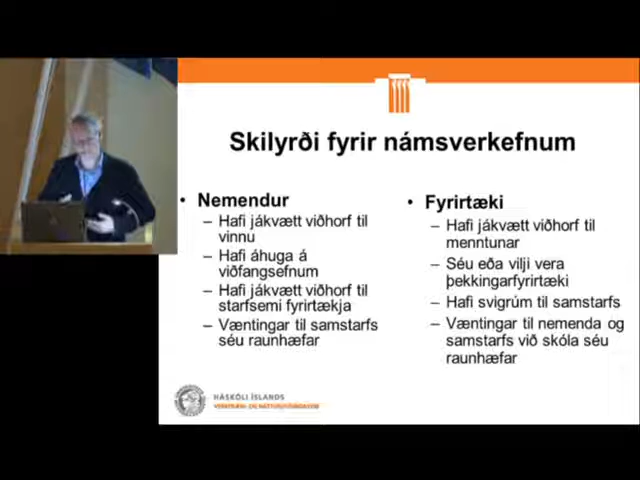 Skilyrði fyrir námsverkefnum
• Nemendur
– Hafi jákvætt viðhorf til
vinnu
– Hafi áhuga á
viðfangsefnum
– Hafi jákvætt viðhorf til
starfsemi fyrirtækja
– Væntingar til samstarfs
séu raunhæfar
• Fyrirtæki
– Hafi jákvætt viðhorf til
menntunar
– Séu eða vilji vera
þekkingarfyrirtæki
– Hafi svigrúm til samstarfs
– Væntingar til nemenda og
samstarfs við skóla séu
raunhæfar
HÁSKÓLI ÍSLANDS